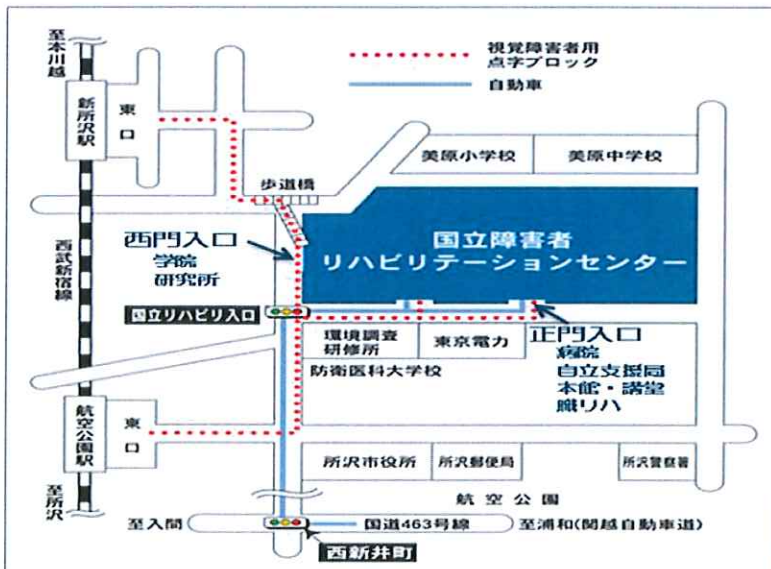 至本川越
視覚障害者用
点字ブロック
自動車
新所沢駅
東口
美原小学校
美原中学校
歩道橋
西武新宿線
西門入口
学院
研究所
国立障害者
リハビリテーションセンター
国立リハビリ入口
環境調査
研修所
東京電力
正門入口
病院
自立支援局
本館・講堂
職リハ
防衛医科大学校
航空公園駅
東口
所沢市役所
所沢郵便局
所沢警察署
至所沢
航空公園
至入間
国道463号線
至浦和(関越自動車道)
西新井町